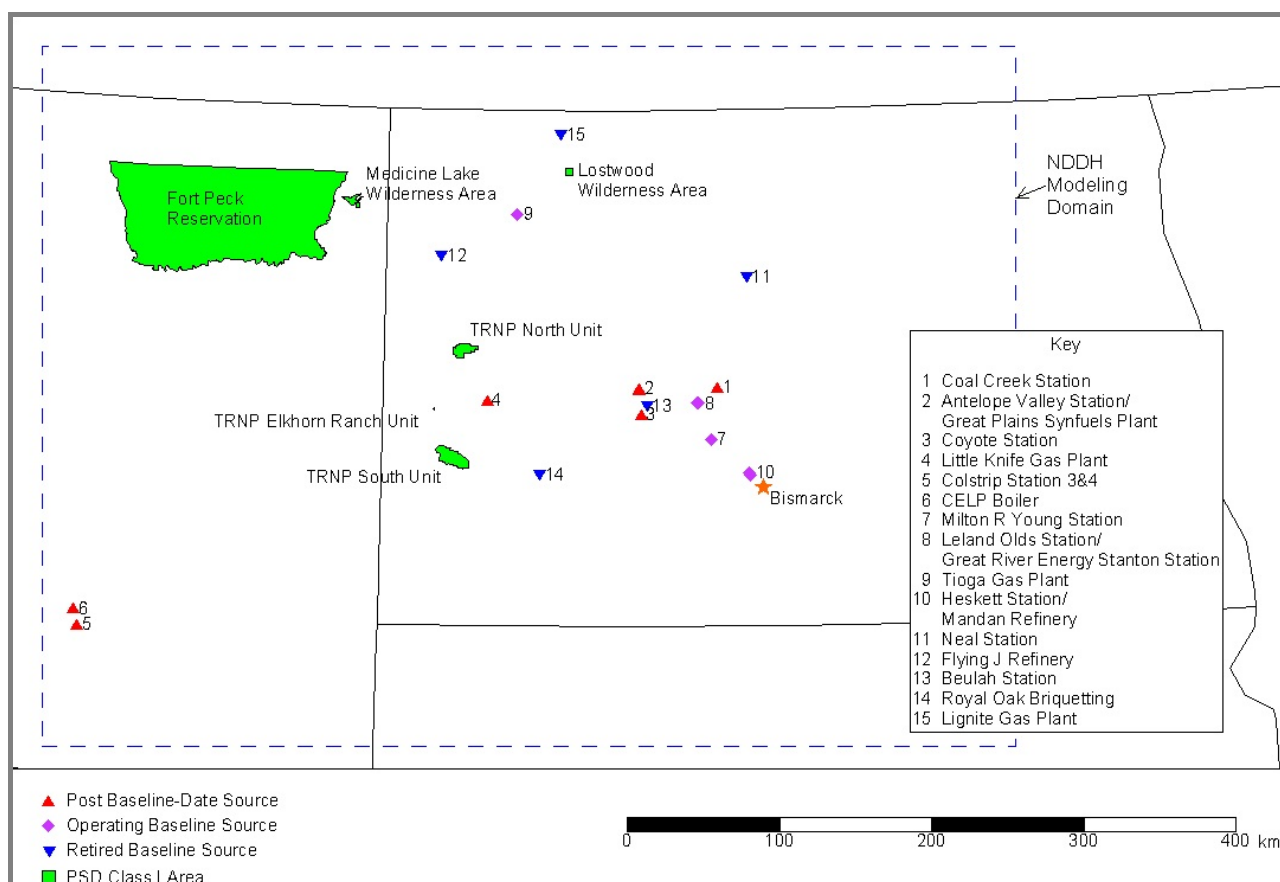 15
Lostwood
Wilderness Area
Medicine Lake
Wilderness Area
Fort Peck
Reservation
NDDH
Modeling
Domain
9
12
11
TRNP North Unit
2
1
4
13
8
3
TRNP Elkhorn Ranch Unit
7
TRNP South Unit
14
10
Bismarck
6
5
Key
1 Coal Creek Station
2 Antelope Valley Station/
Great Plains Synfuels Plant
3 Coyote Station
4 Little Knife Gas Plant
5 Colstrip Station 3&4
6 CELP Boiler
7 Milton R Young Station
8 Leland Olds Station/
Great River Energy Stanton Station
9 Tioga Gas Plant
10 Heskett Station/
Mandan Refinery
11 Neal Station
12 Flying J Refinery
13 Beulah Station
14 Royal Oak Briquetting
15 Lignite Gas Plant
Post Baseline-Date Source
Operating Baseline Source
Retired Baseline Source
PSD Class I Area
0 100 200 300 400 km